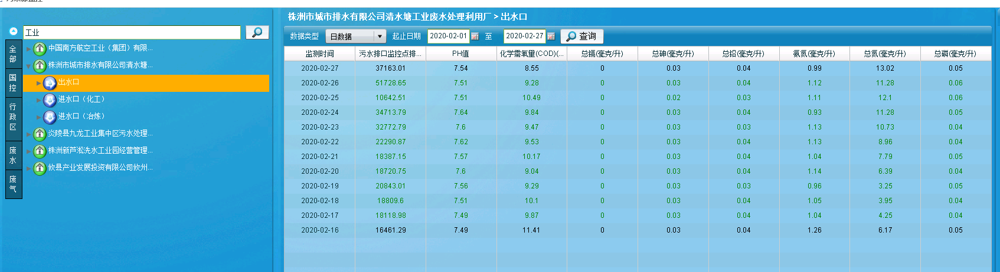 株洲市城市排水有限公司清水塘工业废水处理利用厂 > 出水口
工业
全部
国控
行政区
废水
废气
中国南方航空工业（集团）有限...
株洲市城市排水有限公司清水塘...
出水口
进水口（化工）
进水口（冶炼）
炎陵县九龙工业集中区污水处理...
株洲新芦淞洗水工业园经营管理...
攸县产业发展投资有限公司攸州...
数据类型 日数据 起止日期 2020-02-01 至 2020-02-27 查询
监测时间 污水排口监控点排... PH值 化学需氧量(COD)(... 总镉(毫克/升) 总砷(毫克/升) 总铅(毫克/升) 氨氮(毫克/升) 总氮(毫克/升) 总磷(毫克/升)
2020-02-27 37163.01 7.54 8.55 0 0.03 0.04 0.99 13.02 0.05
2020-02-26 51728.65 7.51 9.28 0 0.03 0.04 1.12 11.28 0.06
2020-02-25 10642.51 7.51 10.49 0 0.02 0.03 1.11 12.1 0.06
2020-02-24 34713.79 7.64 9.84 0 0.03 0.04 0.93 11.28 0.05
2020-02-23 32772.79 7.6 9.47 0 0.03 0.03 1.13 10.73 0.04
2020-02-22 22290.87 7.62 9.53 0 0.03 0.04 1.13 8.96 0.04
2020-02-21 18387.15 7.57 10.17 0 0.03 0.04 1.04 7.79 0.05
2020-02-20 18720.75 7.6 9.04 0 0.03 0.04 1.14 6.39 0.04
2020-02-19 20843.01 7.56 9.29 0 0.03 0.03 0.96 3.25 0.05
2020-02-18 18809.6 7.51 10.1 0 0.03 0.04 1.05 3.95 0.04
2020-02-17 18118.98 7.49 9.87 0 0.03 0.04 1.04 4.25 0.04
2020-02-16 16461.29 7.49 11.41 0 0.03 0.04 1.26 6.17 0.05